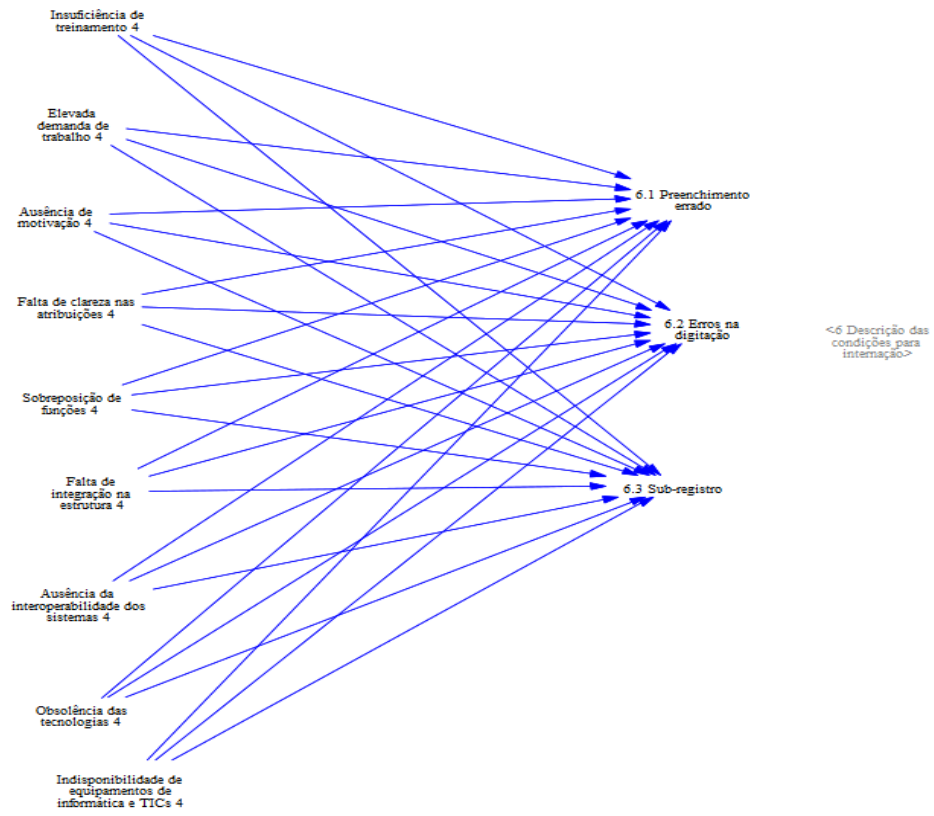 Insuficiência de
treinamento 4
Elevada
demanda de
trabalho 4
Ausência de
motivação 4
Falta de clareza nas
atribuições 4
Sobreposição de
funções 4
Falta de
integração na
estrutura 4
Ausência da
interoperabilidade dos
sistemas 4
Obsolência das
tecnologias 4
Indisponibilidade de
equipamentos de
informática e TICs 4
6.1 Preenchimento
errado
6.2 Erros na
digitação
6.3 Sub-registro
<6 Descrição das
condições para
internação>